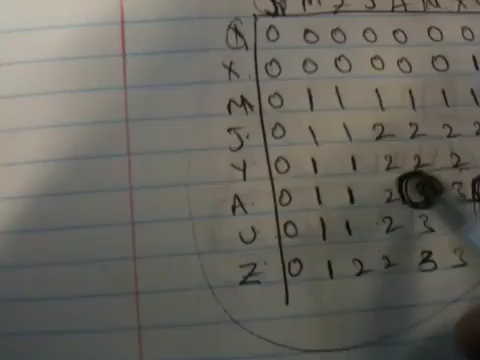 M Z J A W X
0 0 0 0 0 0 0
X 0 0 0 0 0 0 1
M 0 1 1 1 1 1 1
J 0 1 1 2 2 2 2
Y 0 1 1 2 2 2
A 0 1 1 2 3
U 0 1 1 2 3
Z 0 1 2 2 3 3